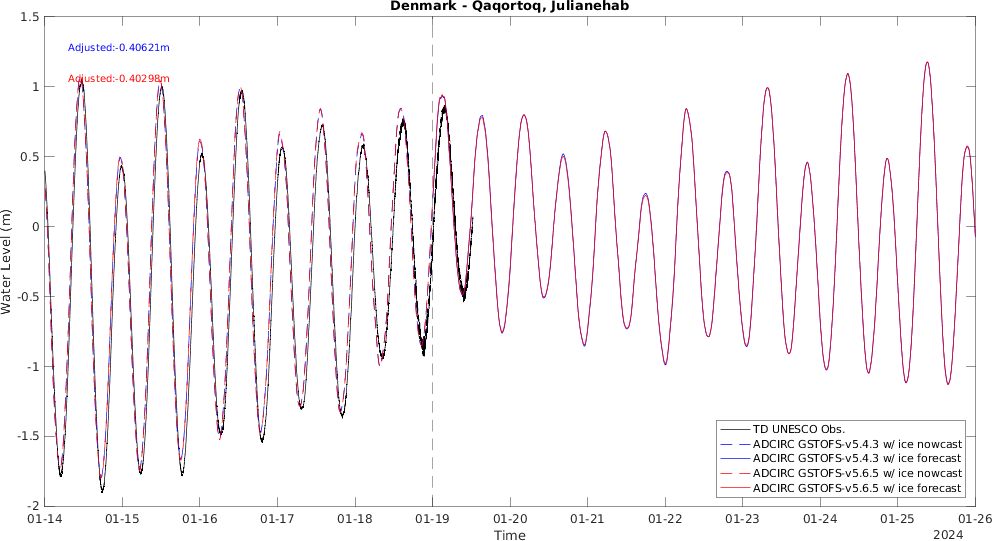 Denmark - Qaqortoq, Julianehab
Adjusted:-0.40621m
Adjusted:-0.40298m
Water Level (m)
1.5
1
0.5
0
-0.5
-1
-1.5
-2
TD UNESCO Obs.
ADCIRC GSTOFS-v5.4.3 w/ ice nowcast
ADCIRC GSTOFS-v5.4.3 w/ ice forecast
ADCIRC GSTOFS-v5.6.5 w/ ice nowcast
ADCIRC GSTOFS-v5.6.5 w/ ice forecast
01-14 01-15 01-16 01-17 01-18 01-19 01-20 01-21 01-22 01-23 01-24 01-25 01-26
Time
2024